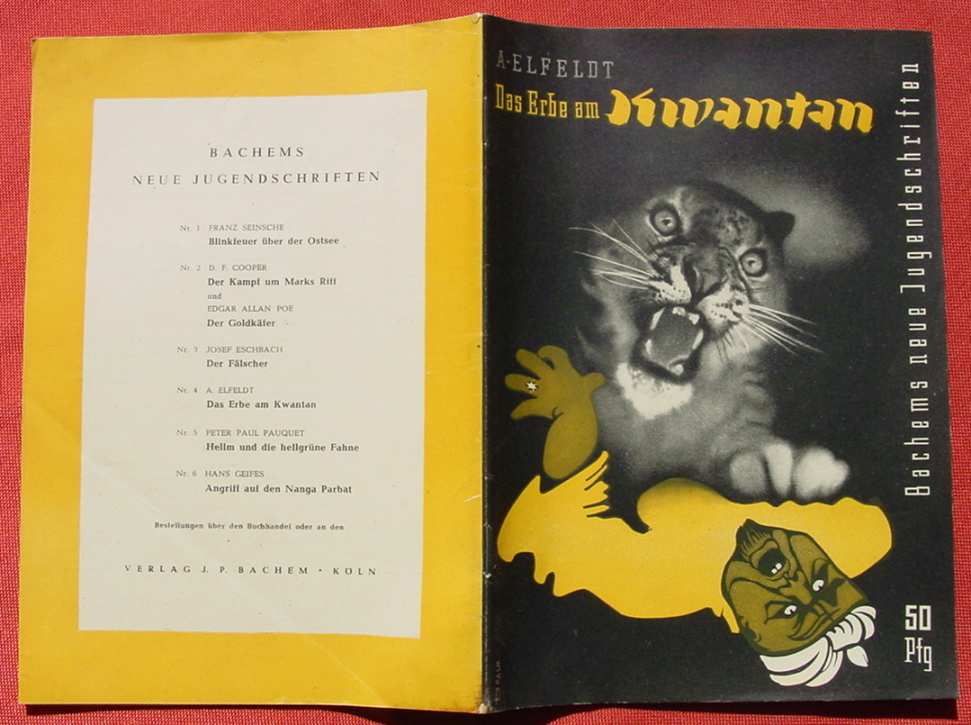 BACHEMS
NEUE JUGENDSCHRIFTEN
Nr. 1 FRANZ SEINSCHE
Blinkfeuer über der Ostsee
Nr. 2 D. F. COOPER
Der Kampf um Marks Riff
und
EDGAR ALLAN POE
Der Goldkäfer
Nr. 3 JOSEF ESCHBACH
Der Fälscher
Nr. 4 A. ELFELDT
Das Erbe am Kwantan
Nr. 5 PETER PAUL PAUQUET
Hellm und die hellgrüne Fahne
Nr. 6 HANS GEIFES
Angriff auf den Nanga Parbat
Bestellungen über den Buchhandel oder an den
VERLAG J. P. BACHEM · KÖLN
A·ELFELDT
Das Erbe am Kwantan
Bachems neue Jugendschriften
50
Pfg